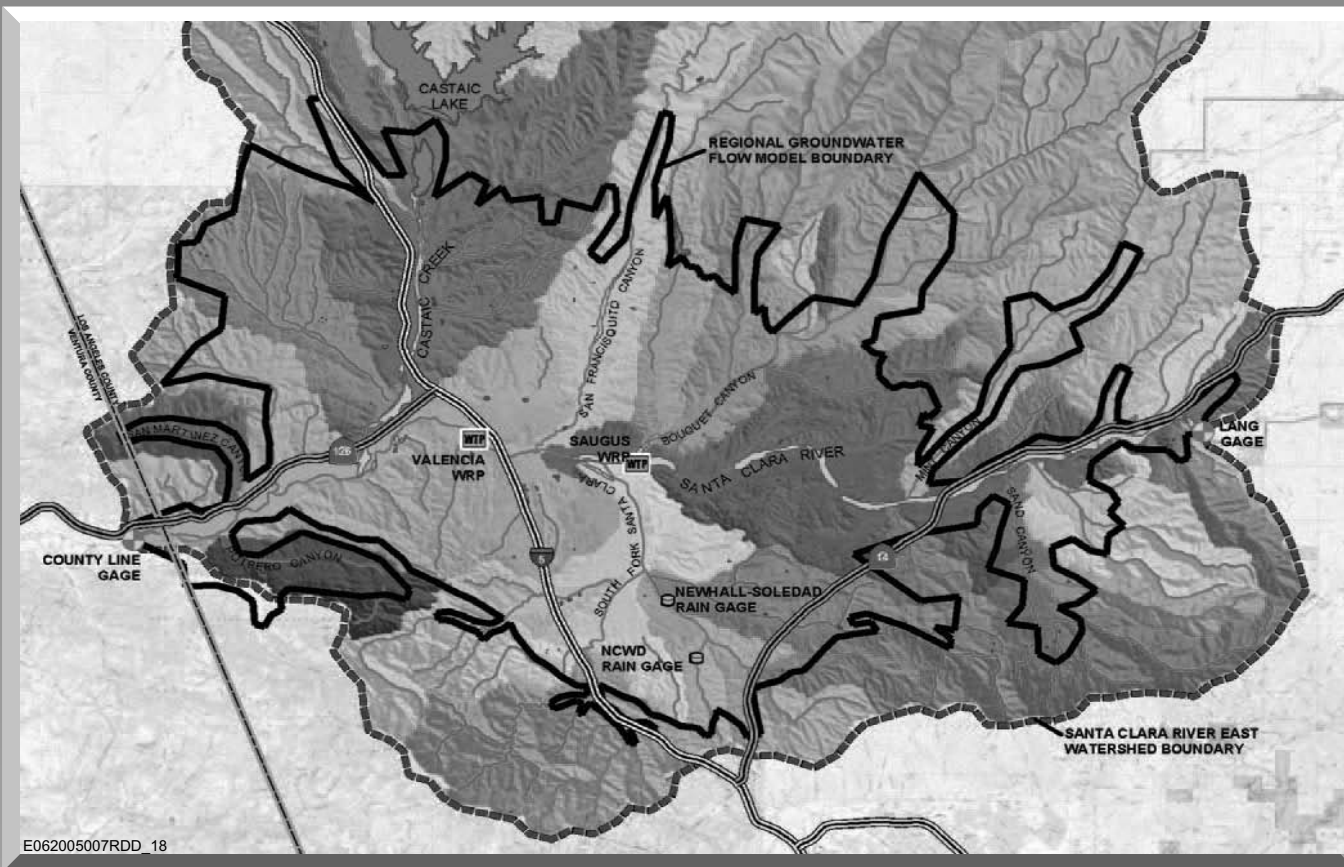 CASTAIC
LAKE
REGIONAL GROUNDWATER
FLOW MODEL BOUNDARY
CASTAIC CREEK
SAN FRANCISQUITO CANYON
LOS ANGELES COUNTY
VENTURA COUNTY
BOUQUET CANYON
SAN MARTINEZ CANYON
126
WTP
VALENCIA
WRP
SAUGUS
WRP
WTP
SANTA CLARA RIVER
MINT CANYON
LANG
GAGE
SAND CANYON
SOUTH FORK SANTA CLARA
POTRERO CANYON
COUNTY LINE
GAGE
5
14
NEWHALL-SOLEDAD
RAIN GAGE
NCWD
RAIN GAGE
SANTA CLARA RIVER EAST
WATERSHED BOUNDARY
E062005007RDD_18